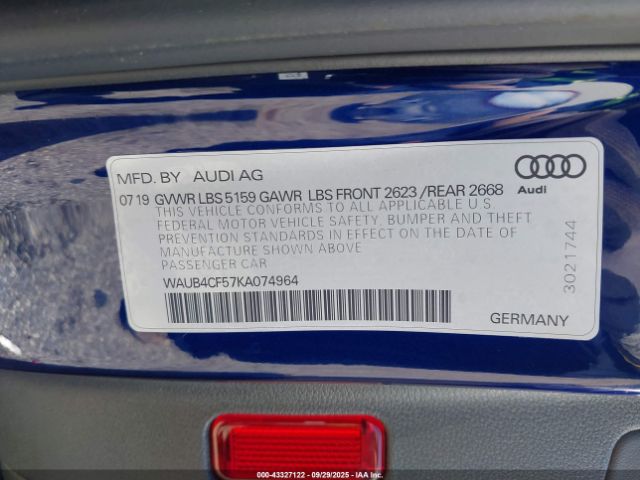 MFD. BY AUDI AG
Audi
07 19 GVWR LBS 5159 GAWR LBS FRONT 2623 / REAR 2668
THIS VEHICLE CONFORMS TO ALL APPLICABLE U.S.
FEDERAL MOTOR VEHICLE SAFETY, BUMPER AND THEFT
PREVENTION STANDARDS IN EFFECT ON THE DATE OF
MANUFACTURE SHOWN ABOVE
PASSENGER CAR
WAUB4CF57KA074964
3021744
GERMANY
000-43327122 - 09/29/2025 - IAAI.COM